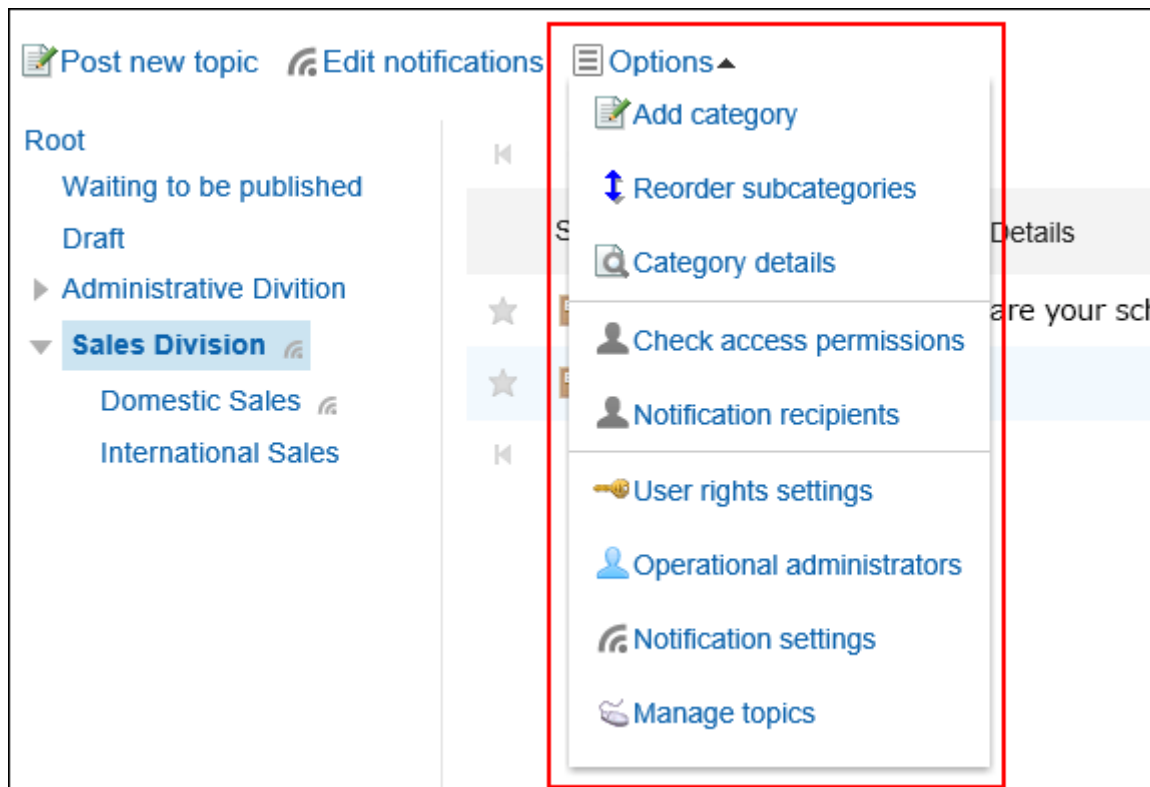 Post new topic Edit notifications Options
Add category
Root
Waiting to be published
Reorder subcategories
Draft
S Details
Category details
Administrative Divition
are your sch
Sales Division
Check access permissions
Domestic Sales
Notification recipients
International Sales
User rights settings
Operational administrators
Notification settings
Manage topics